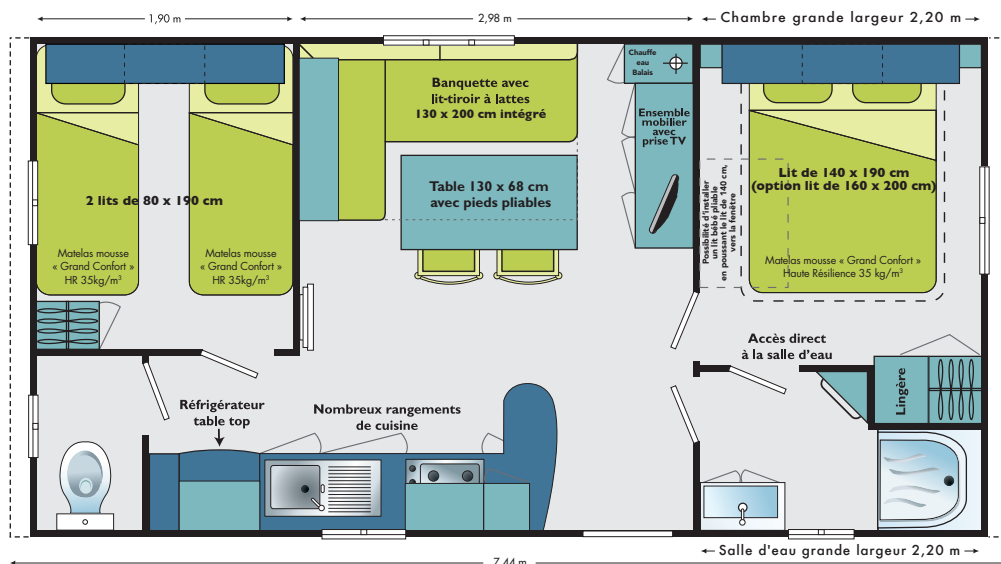 1,90 m
2,98 m
Chambre grande largeur 2,20 m
Chauffe
eau
Balais
Banquette avec
lit-tiroir à lattes
130 x 200 cm intégré
Ensemble
mobilier
avec
prise TV
Table 130 x 68 cm
avec pieds pliables
2 lits de 80 x 190 cm
Lit de 140 x 190 cm
(option lit de 160 x 200 cm)
Possibilité d'installer
un lit bébé pliable
en poussant le lit de 140 cm,
vers la fenêtre
Matelas mousse
« Grand Confort »
HR 35kg/m³
Matelas mousse
« Grand Confort »
HR 35kg/m³
Matelas mousse « Grand Confort »
Haute Résilience 35 kg/m³
Accès direct
à la salle d'eau
Lingère
Réfrigérateur
table top
Nombreux rangements
de cuisine
Salle d'eau grande largeur 2,20 m
7,44 m